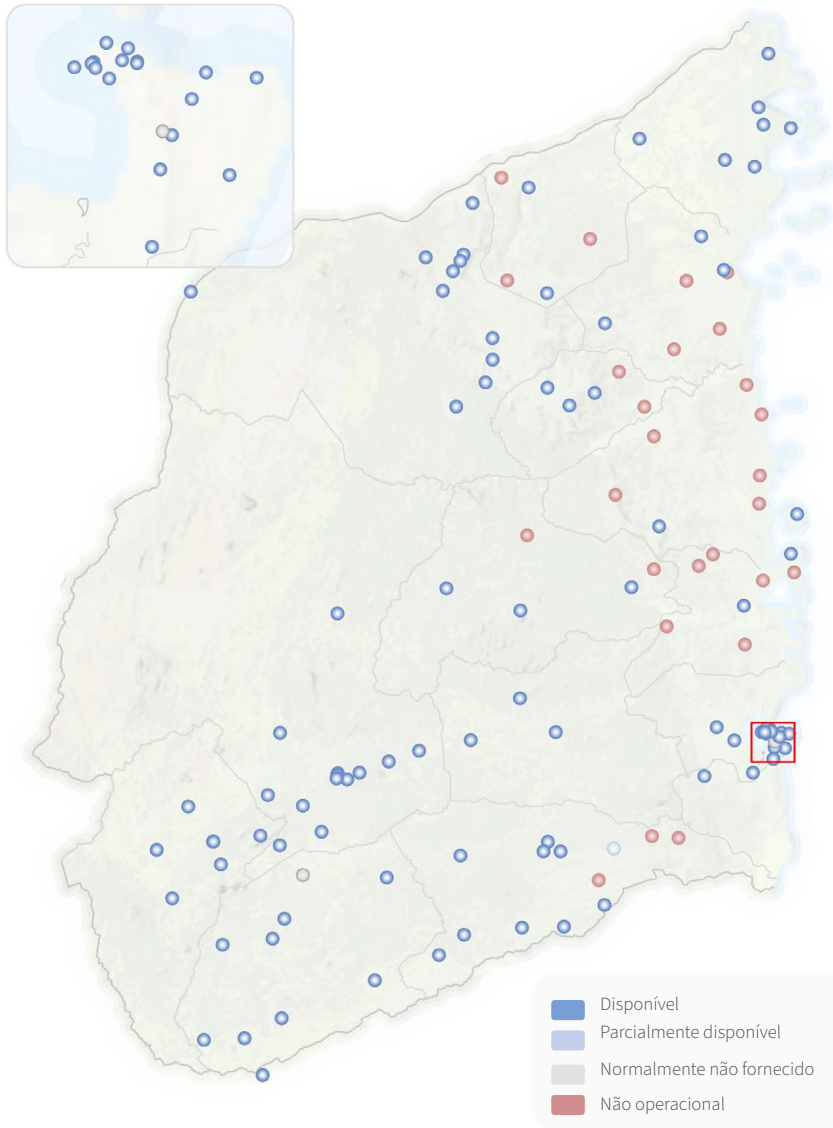 Disponível
Parcialmente disponível
Normalmente não fornecido
Não operacional